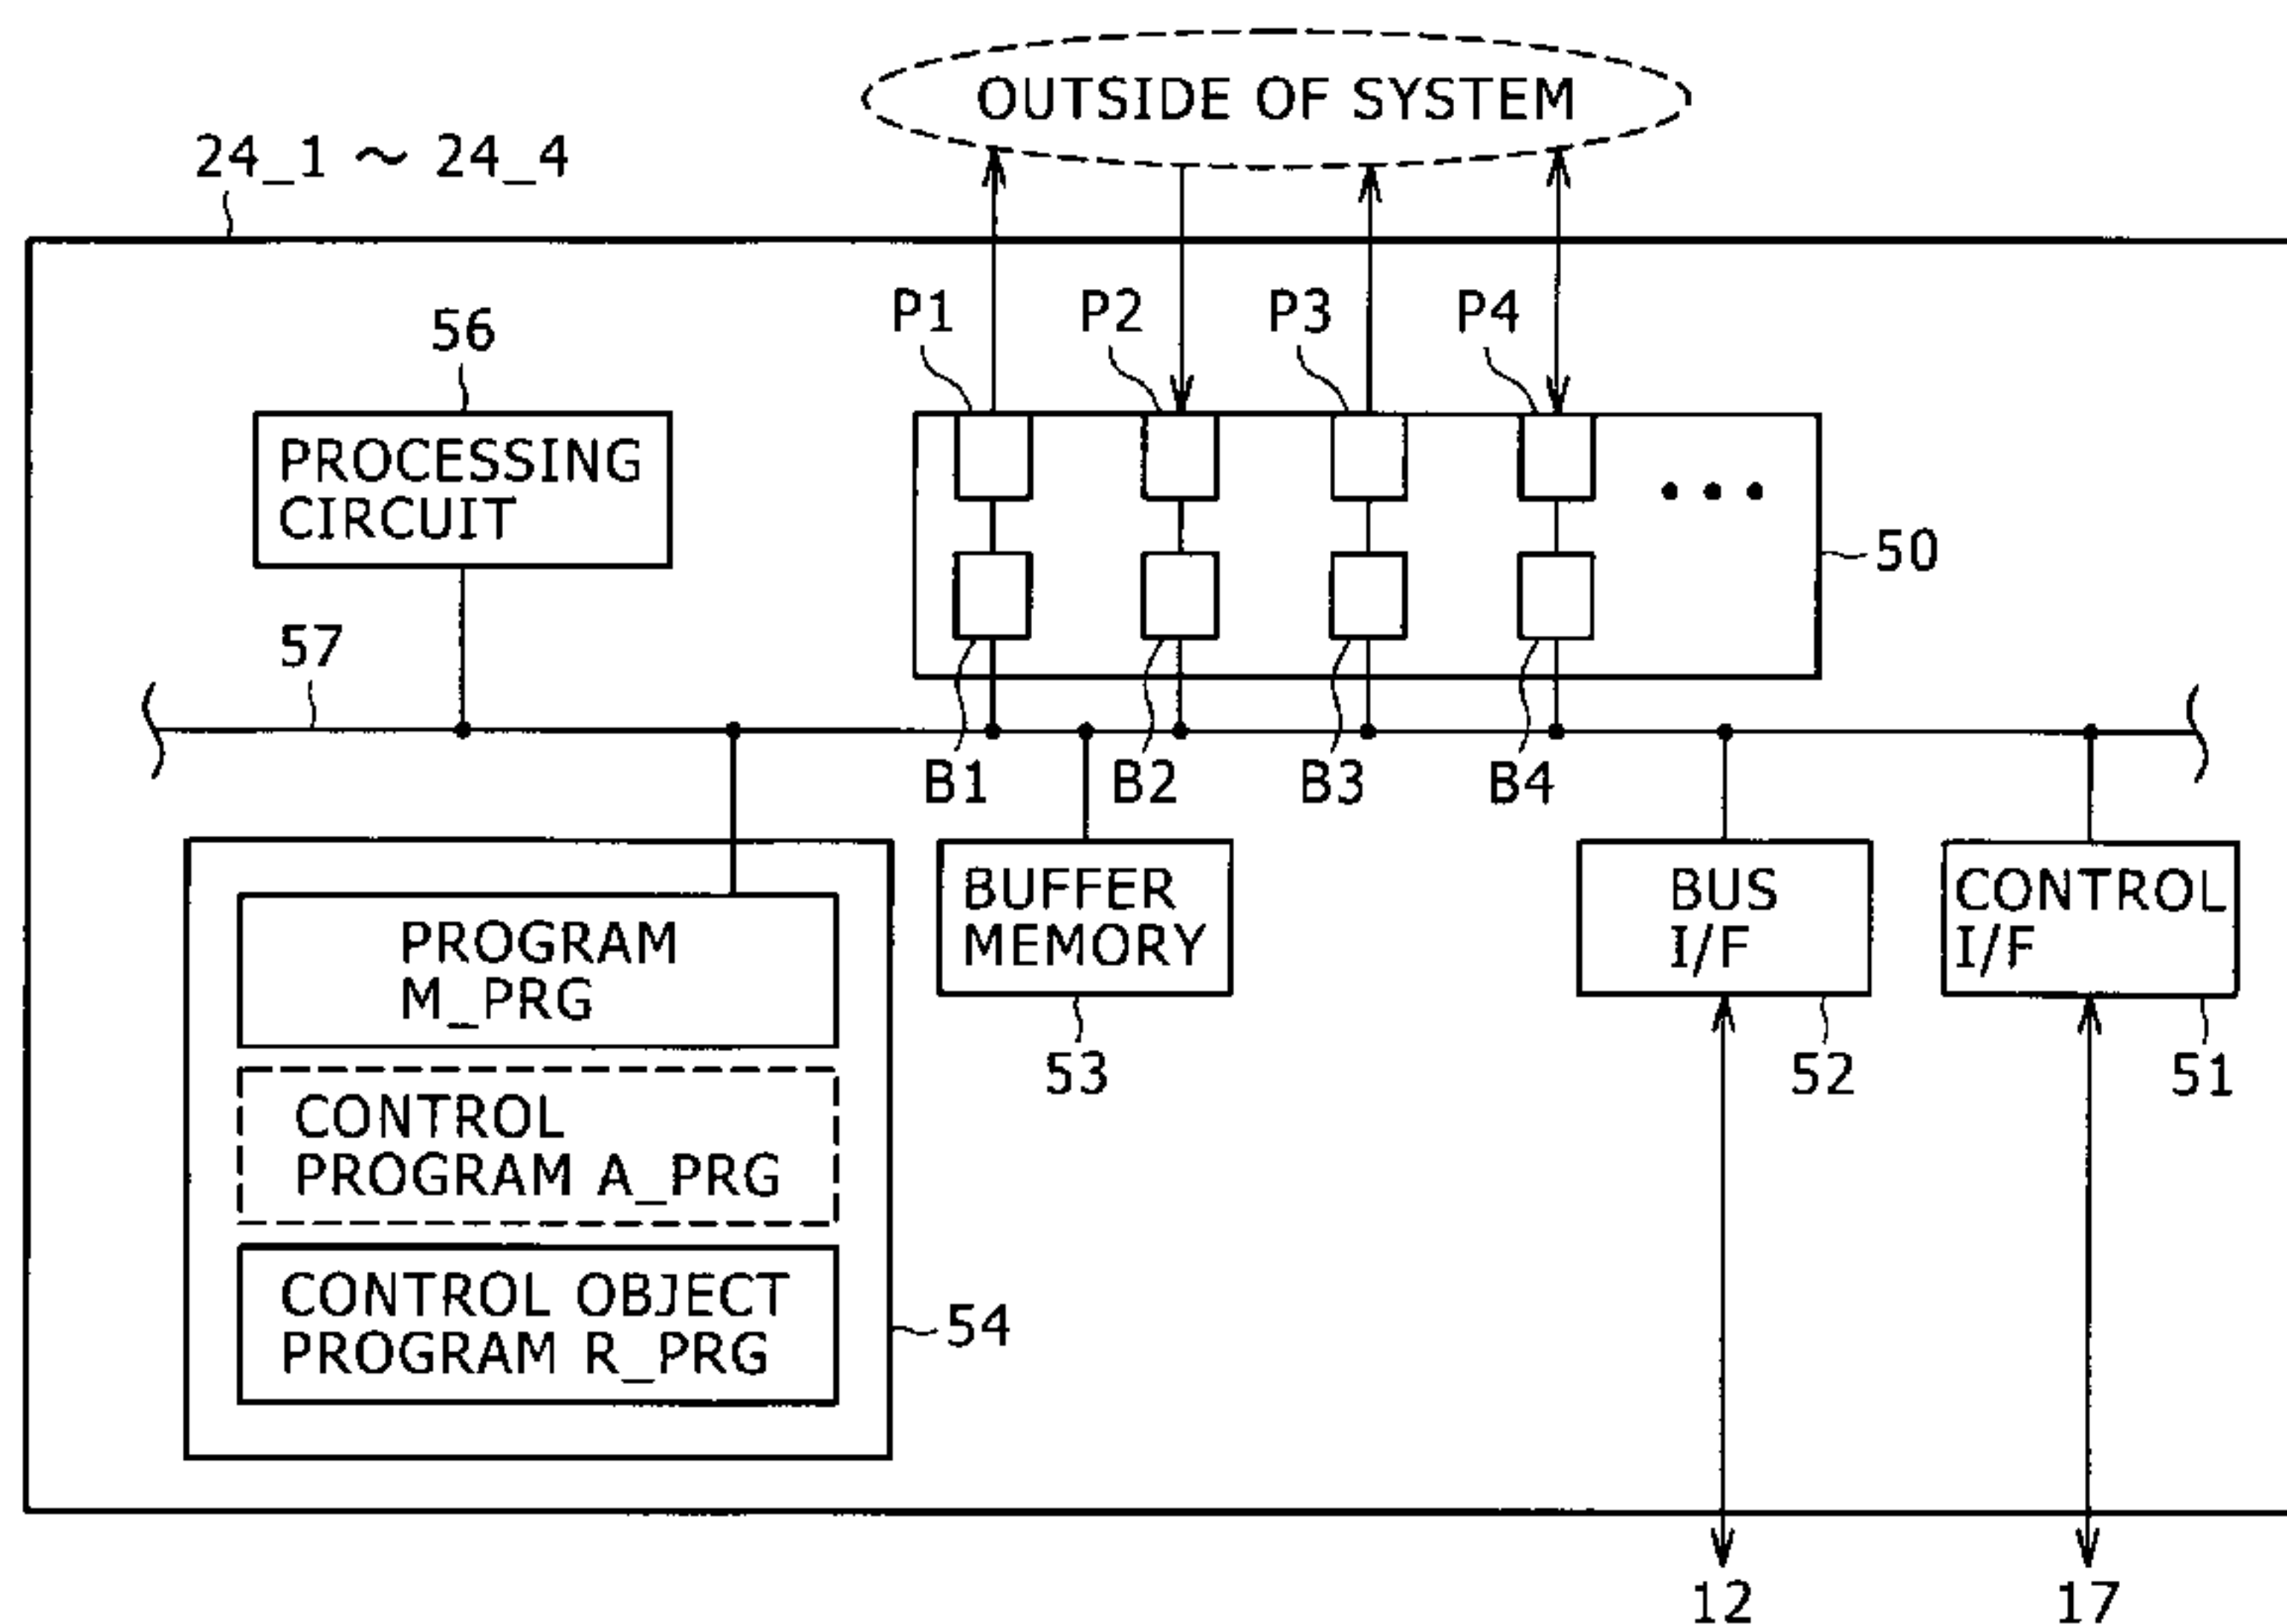 OUTSIDE OF SYSTEM
24_1 ～ 24_4
P1 P2 P3 P4
56
PROCESSING
CIRCUIT
• • •
50
57
B1 B2 B3 B4
BUFFER
MEMORY
53
BUS
I/F
52
CONTROL
I/F
51
PROGRAM
M_PRG
CONTROL
PROGRAM A_PRG
CONTROL OBJECT
PROGRAM R_PRG
54
12
17